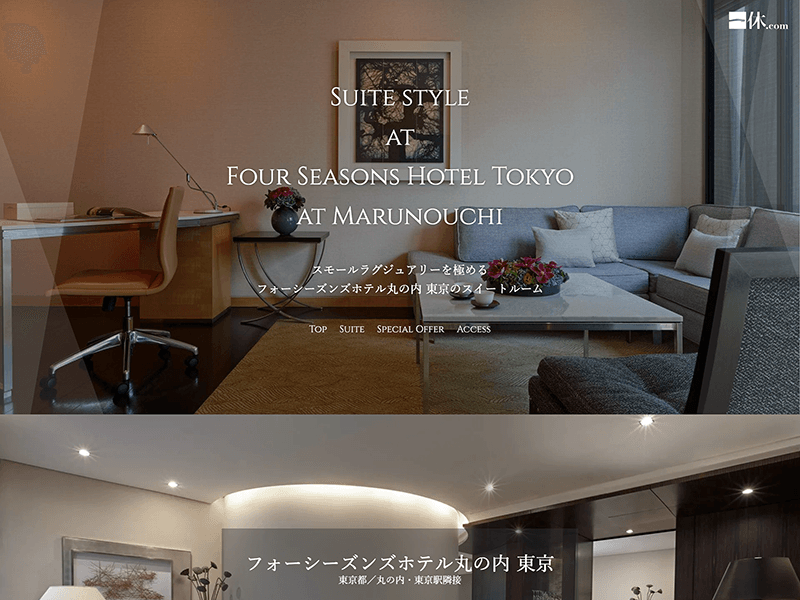 一休.com
Suite style
at
Four Seasons Hotel Tokyo
at Marunouchi
スモールラグジュアリーを極める
フォーシーズンズホテル丸の内 東京のスイートルーム
Top Suite Special Offer Access
フォーシーズンズホテル丸の内 東京
東京都／丸の内・東京駅隣接